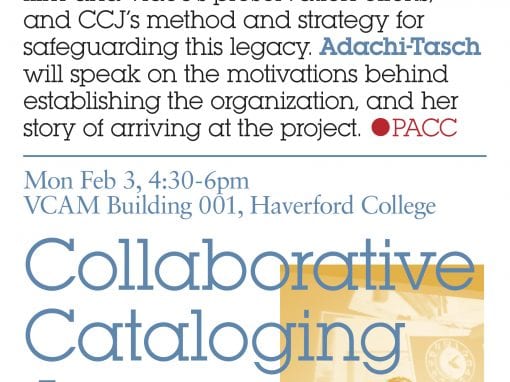 and CCJ's method and strategy for
safeguarding this legacy. Adachi-Tasch
will speak on the motivations behind
establishing the organization, and her
story of arriving at the project. ●PACC
Mon Feb 3, 4:30-6pm
VCAM Building 001, Haverford College
Collaborative
Cataloging